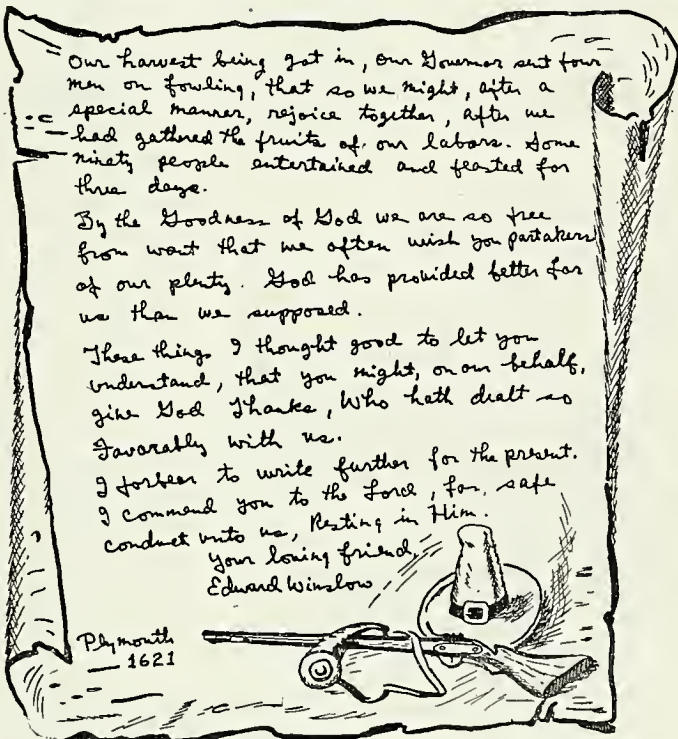 Our harvest being got in, our Governor sent four
men on fowling, that so we might, after a
special manner, rejoice together, after we
had gathered the fruits of our labors. Some
ninety people entertained and feasted for
three days.
By the Goodness of God we are so free
from want that we often wish you partakers
of our plenty. God has provided better for
us than we supposed.
These things I thought good to let you
understand, that you might, on our behalf,
give God Thanks, Who hath dealt so
Favorably with us.
I forbear to write further for the present.
I commend you to the Lord, for, safe
conduct unto us, Resting in Him.
Your loving friend,
Edward Winslow
Plymouth
— 1621